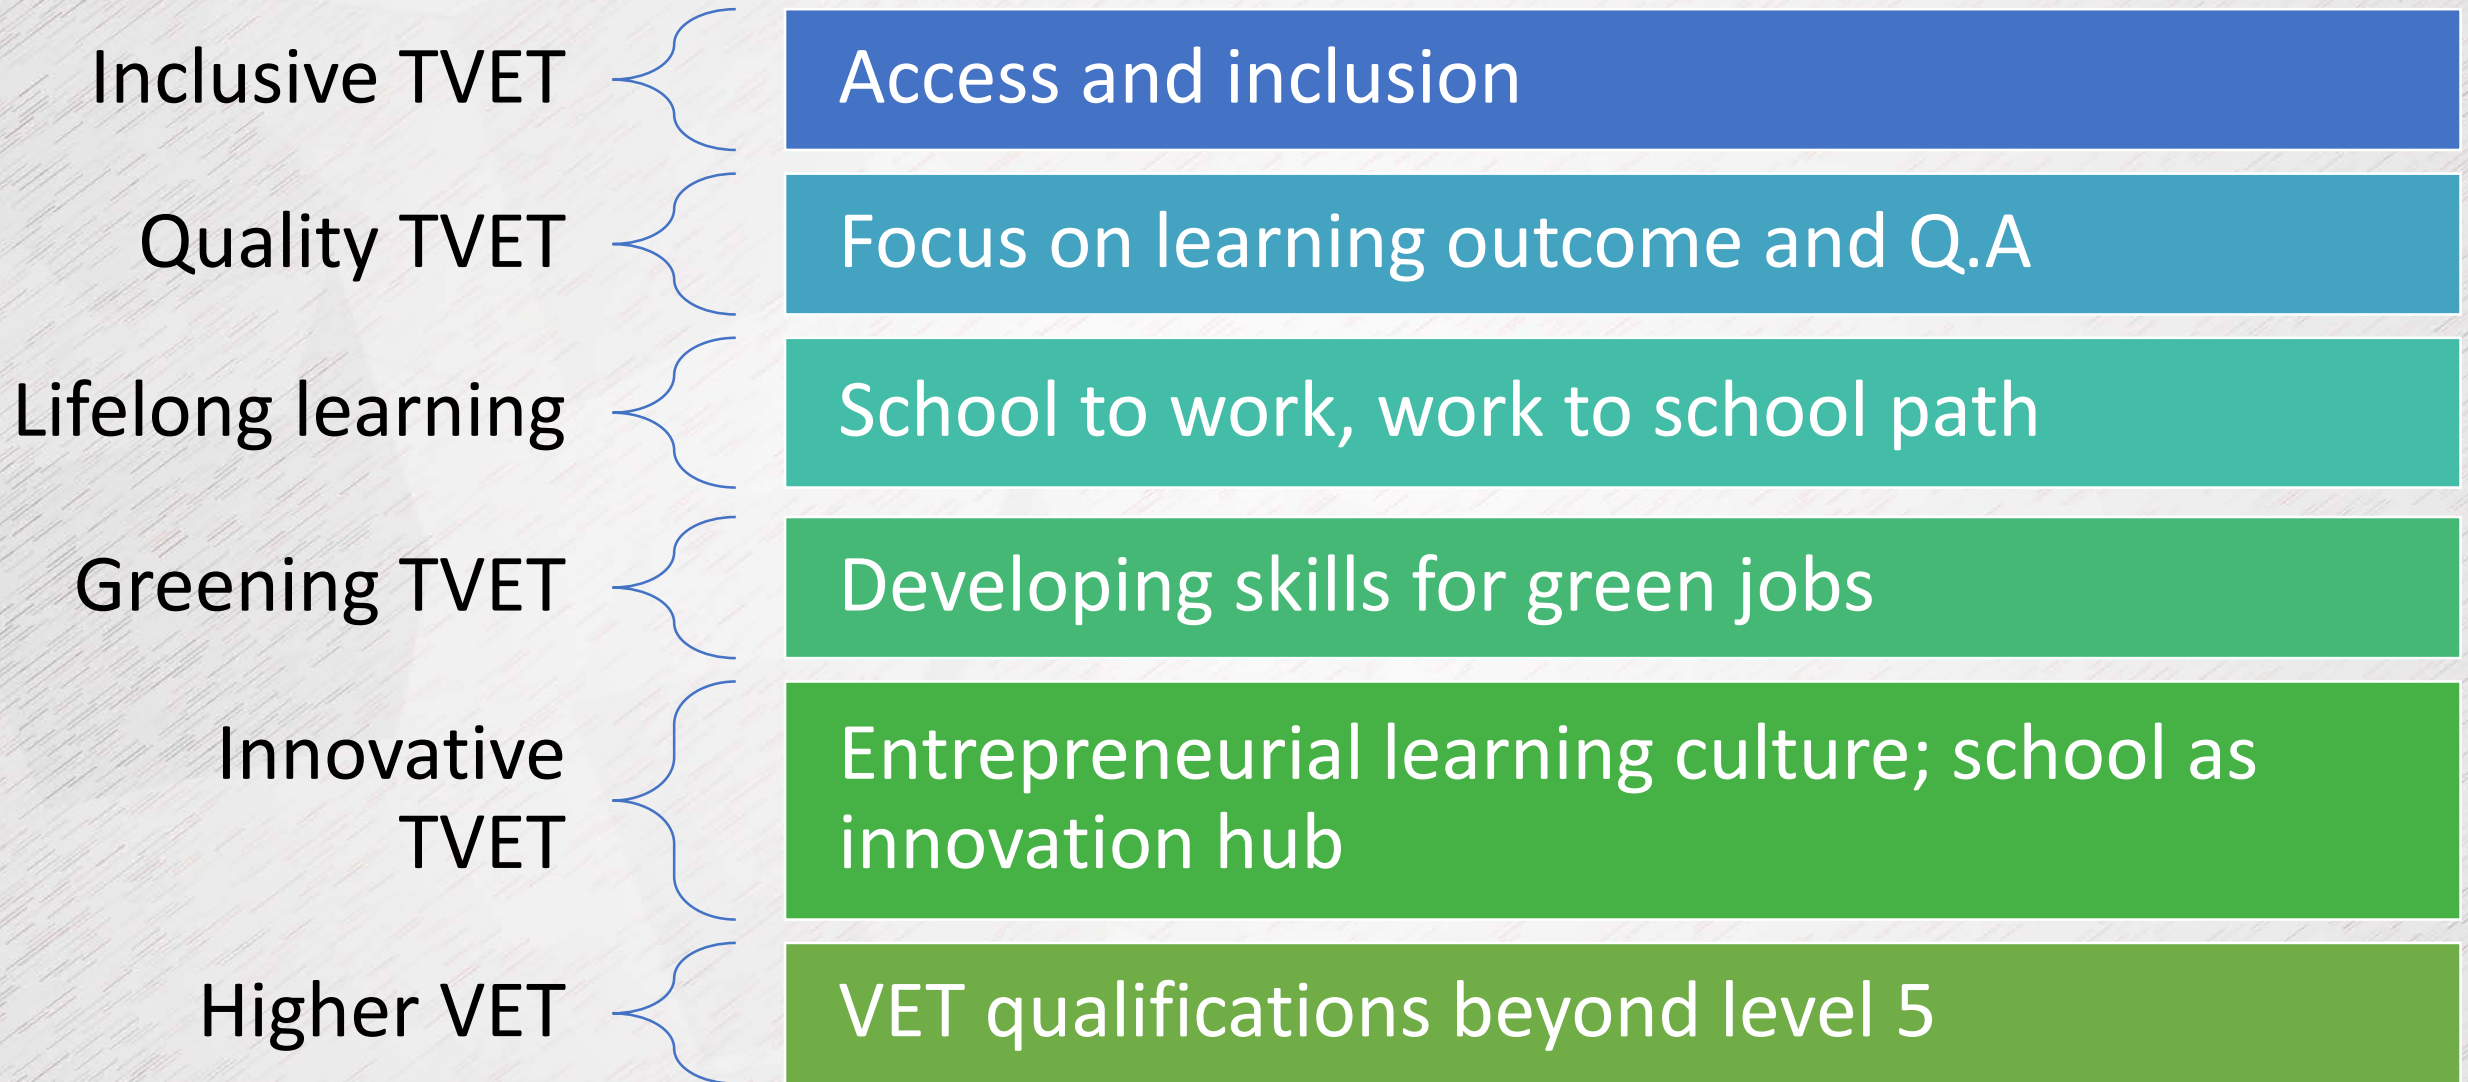 Inclusive TVET
Access and inclusion
Quality TVET
Focus on learning outcome and Q.A
Lifelong learning
School to work, work to school path
Greening TVET
Developing skills for green jobs
Innovative
TVET
Entrepreneurial learning culture; school as
innovation hub
Higher VET
VET qualifications beyond level 5